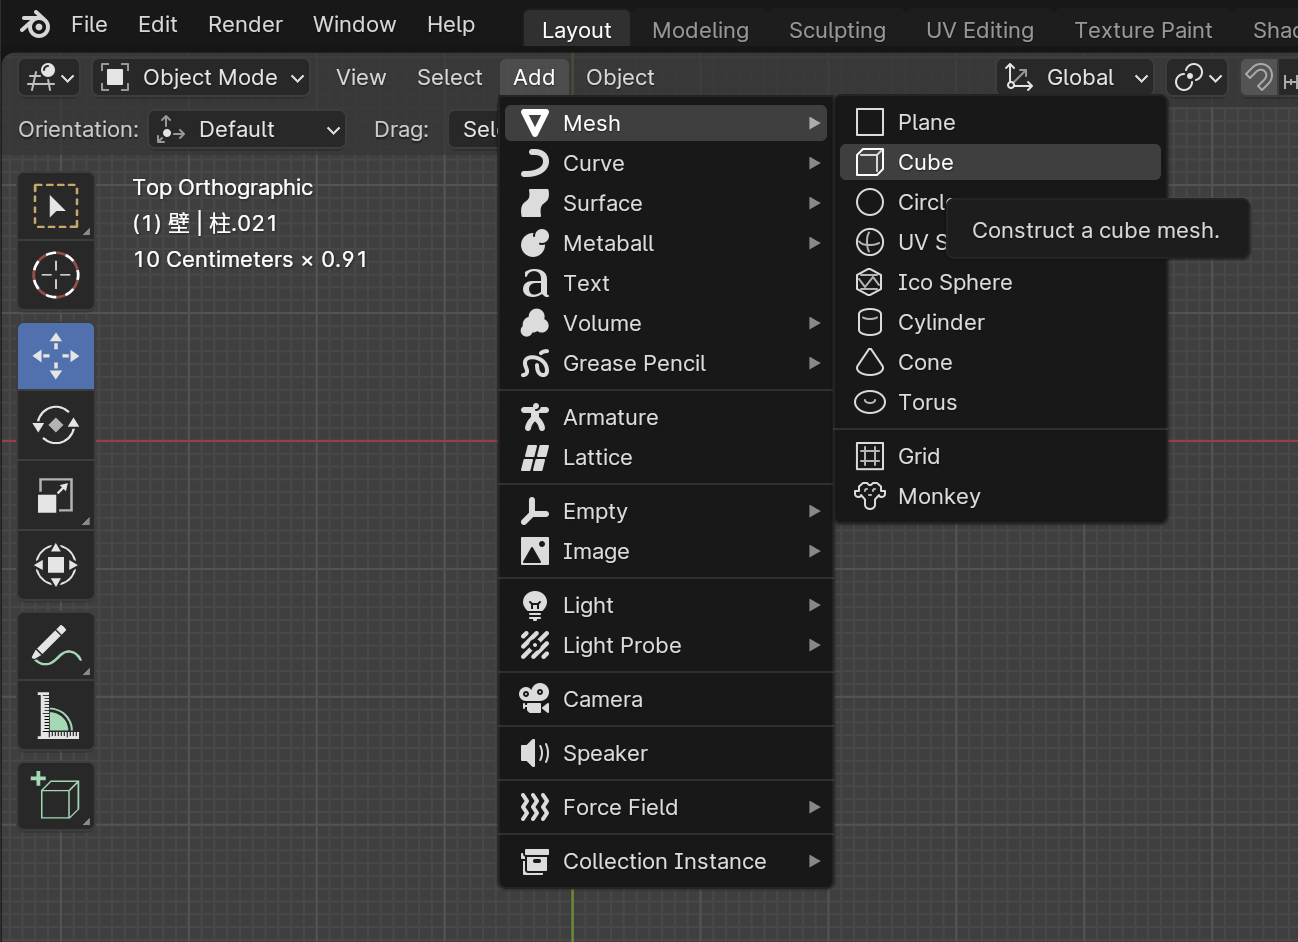 File Edit Render Window Help Layout Modeling Sculpting UV Editing Texture Paint
Object Mode View Select Add Object Global
Orientation: Default Drag:
Top Orthographic
(1) 壁 | 柱.021
10 Centimeters × 0.91
Mesh
Curve
Surface
Metaball
Text
Volume
Grease Pencil
Armature
Lattice
Empty
Image
Light
Light Probe
Camera
Speaker
Force Field
Collection Instance
Plane
Cube
Construct a cube mesh.
UV
Ico Sphere
Cylinder
Cone
Torus
Grid
Monkey